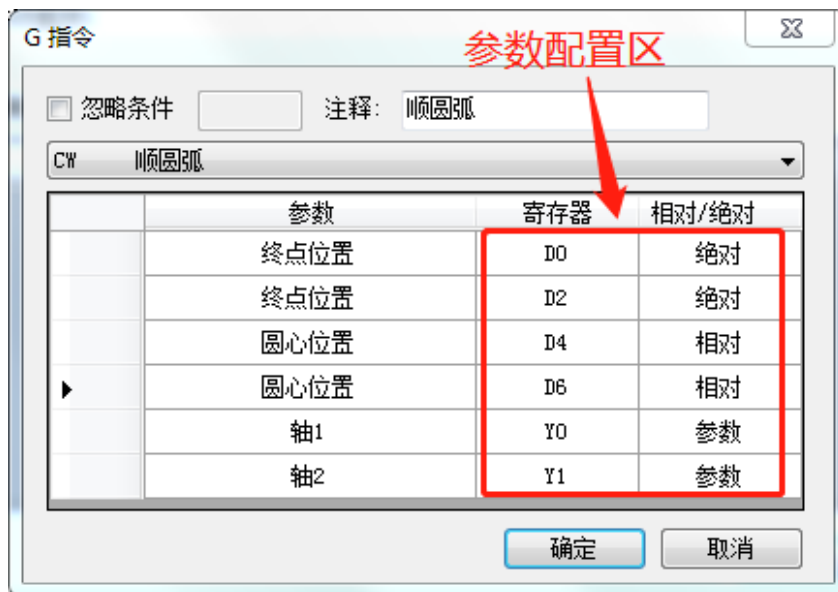 G 指令
参数配置区
忽略条件 注释: 顺圆弧
CW 顺圆弧
参数 寄存器 相对/绝对
终点位置 D0 绝对
终点位置 D2 绝对
圆心位置 D4 相对
圆心位置 D6 相对
轴1 Y0 参数
轴2 Y1 参数
确定 取消